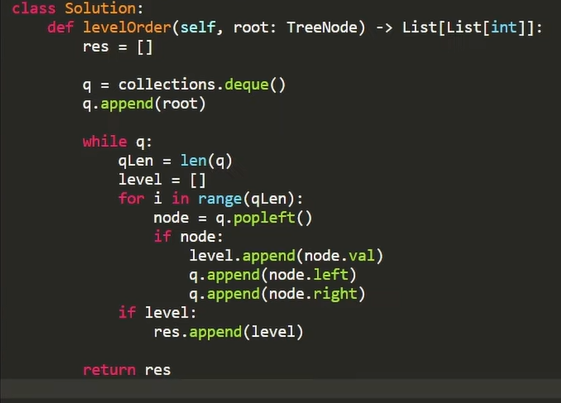 class Solution:
    def levelOrder(self, root: TreeNode) -> List[List[int]]:
        res = []

        q = collections.deque()
        q.append(root)

        while q:
            qLen = len(q)
            level = []
            for i in range(qLen):
                node = q.popleft()
                if node:
                    level.append(node.val)
                    q.append(node.left)
                    q.append(node.right)
            if level:
                res.append(level)

        return res